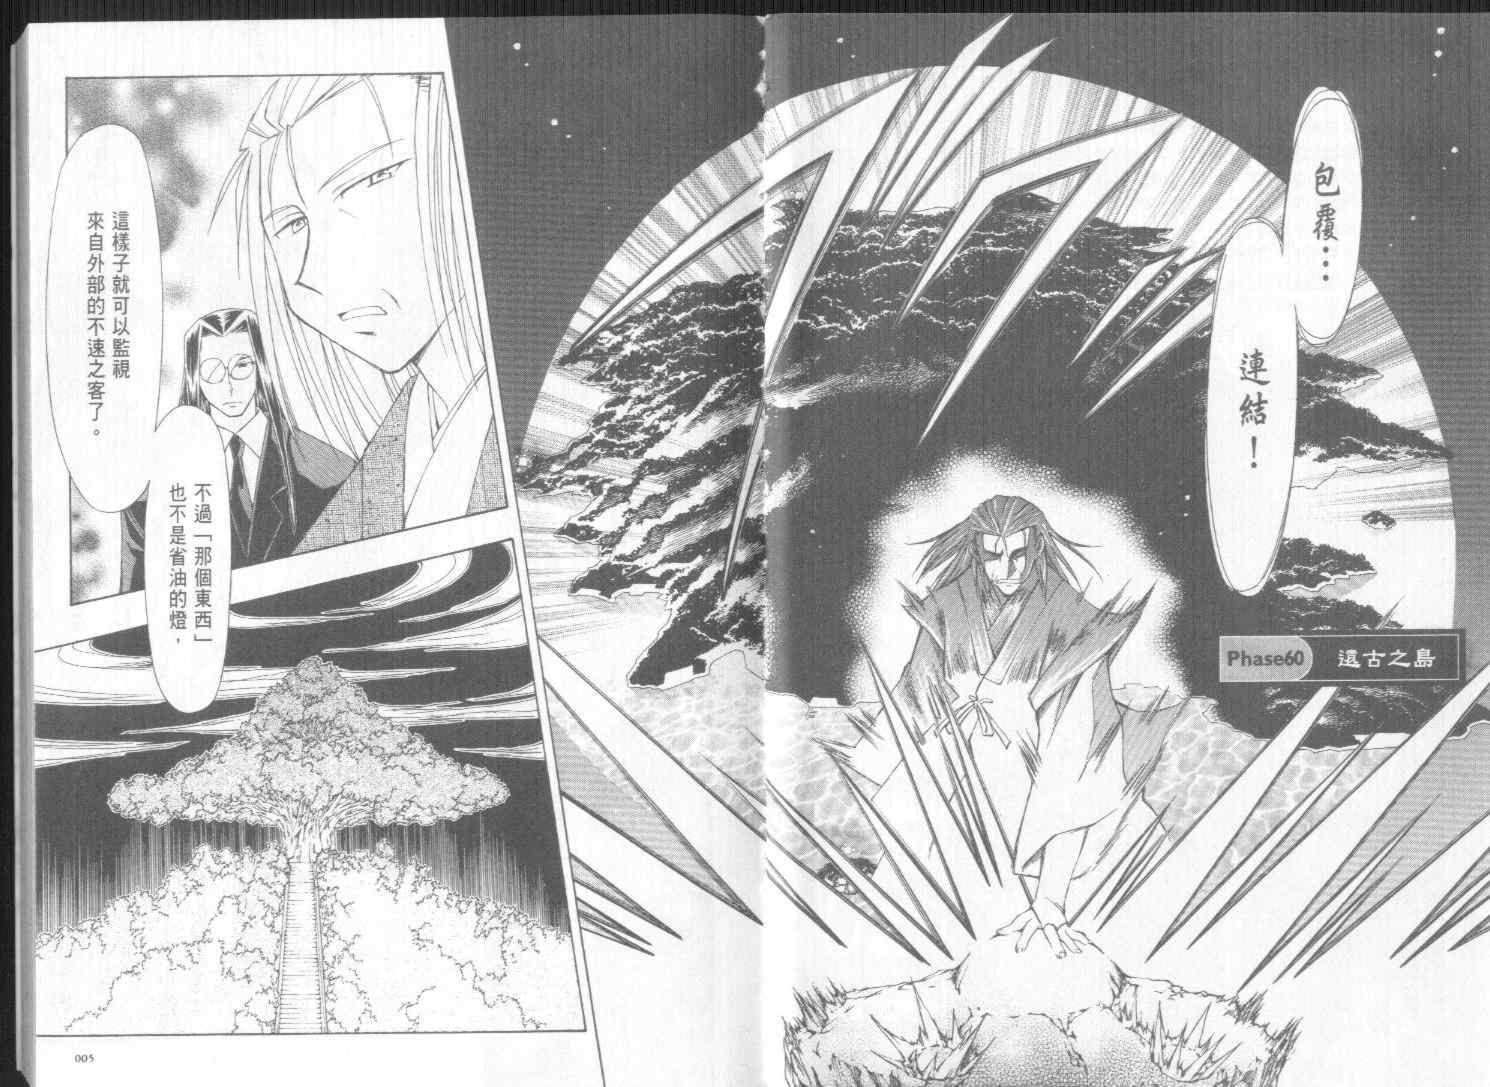 包覆…
連結！
Phase60 遠古之島
這樣子就可以監視
來自外部的不速之客了。
不過「那個東西」
也不是省油的燈，
005